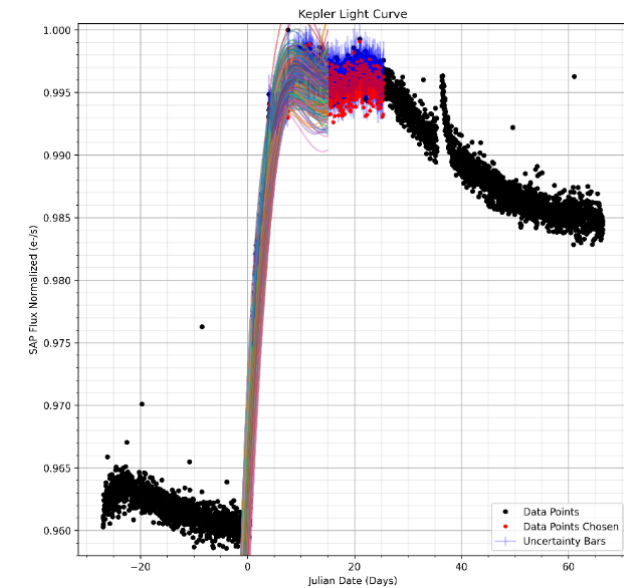 Kepler Light Curve
SAP Flux Normalized (e-/s)
1.000
0.995
0.990
0.985
0.980
0.975
0.970
0.965
0.960
−20
0
20
40
60
Julian Date (Days)
Data Points
Data Points Chosen
Uncertainty Bars